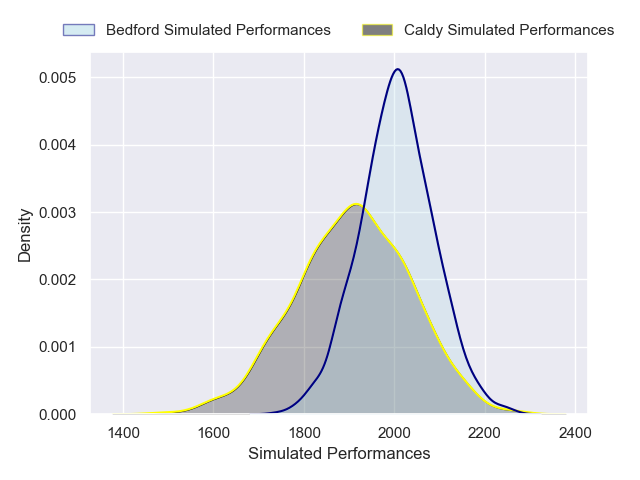 Bedford Simulated Performances
Caldy Simulated Performances
0.005
0.004
0.003
0.002
0.001
0.000
Density
1400 1600 1800 2000 2200 2400
Simulated Performances